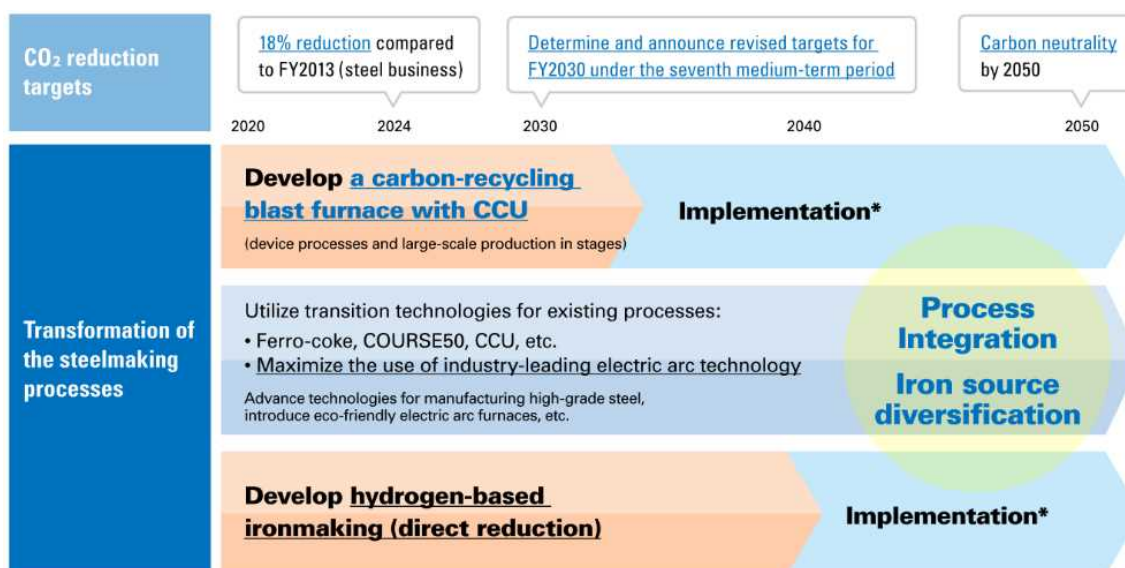 CO₂ reduction
targets
18% reduction compared
to FY2013 (steel business)
Determine and announce revised targets for
FY2030 under the seventh medium-term period
Carbon neutrality
by 2050
2020
2024
2030
2040
2050
Transformation of
the steelmaking
processes
Develop a carbon-recycling
blast furnace with CCU
(device processes and large-scale production in stages)
Implementation*
Utilize transition technologies for existing processes:
• Ferro-coke, COURSE50, CCU, etc.
• Maximize the use of industry-leading electric arc technology
Advance technologies for manufacturing high-grade steel,
introduce eco-friendly electric arc furnaces, etc.
Process
Integration
Iron source
diversification
Develop hydrogen-based
ironmaking (direct reduction)
Implementation*